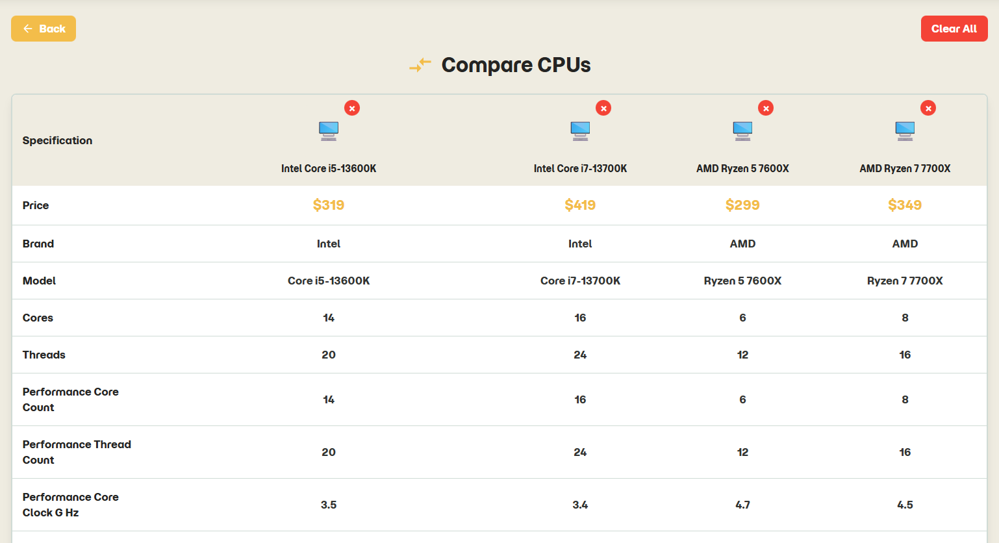 Back
Clear All
Compare CPUs
Specification
Intel Core i5-13600K
Intel Core i7-13700K
AMD Ryzen 5 7600X
AMD Ryzen 7 7700X
Price
$319
$419
$299
$349
Brand
Intel
Intel
AMD
AMD
Model
Core i5-13600K
Core i7-13700K
Ryzen 5 7600X
Ryzen 7 7700X
Cores
14
16
6
8
Threads
20
24
12
16
Performance Core
Count
14
16
6
8
Performance Thread
Count
20
24
12
16
Performance Core
Clock G Hz
3.5
3.4
4.7
4.5